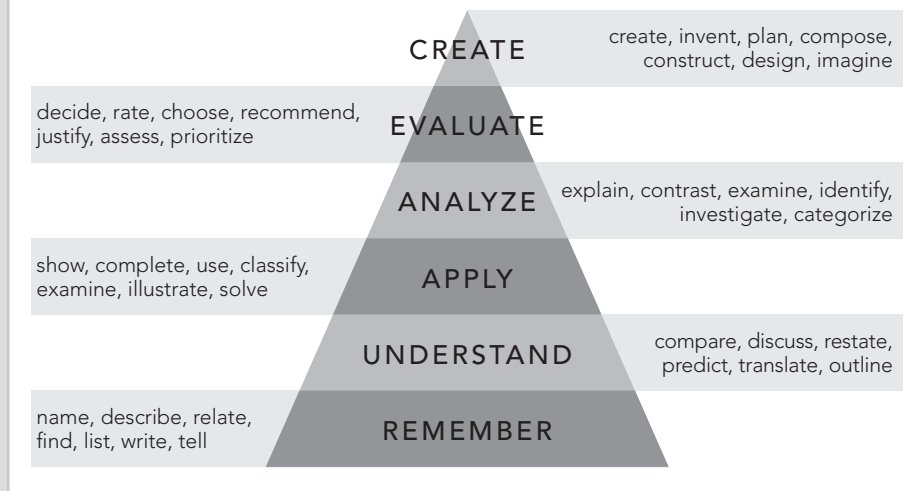 CREATE
create, invent, plan, compose,
construct, design, imagine
decide, rate, choose, recommend,
justify, assess, prioritize
EVALUATE
ANALYZE
explain, contrast, examine, identify,
investigate, categorize
show, complete, use, classify,
examine, illustrate, solve
APPLY
UNDERSTAND
compare, discuss, restate,
predict, translate, outline
name, describe, relate,
find, list, write, tell
REMEMBER